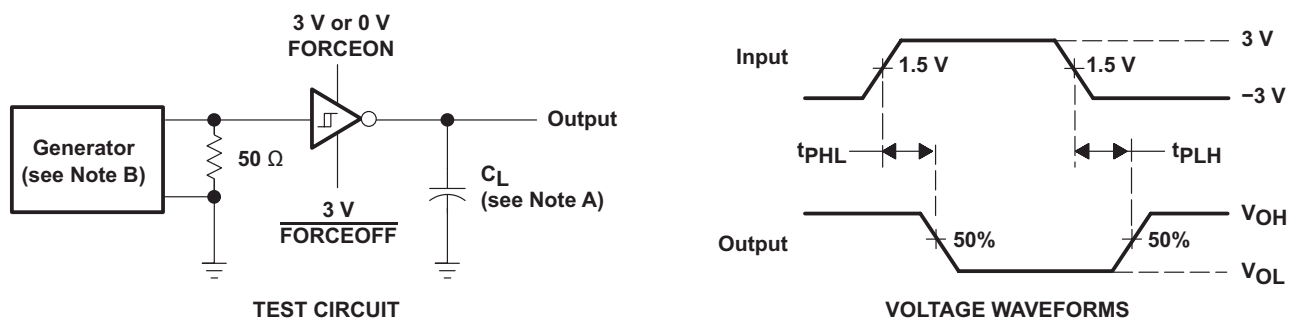 3 V or 0 V
FORCEON
Generator
(see Note B)
50 Ω
3 V
FORCEOFF
CL
(see Note A)
Output
TEST CIRCUIT
Input
1.5 V
1.5 V
3 V
−3 V
tPHL
tPLH
Output
50%
50%
VOH
VOL
VOLTAGE WAVEFORMS